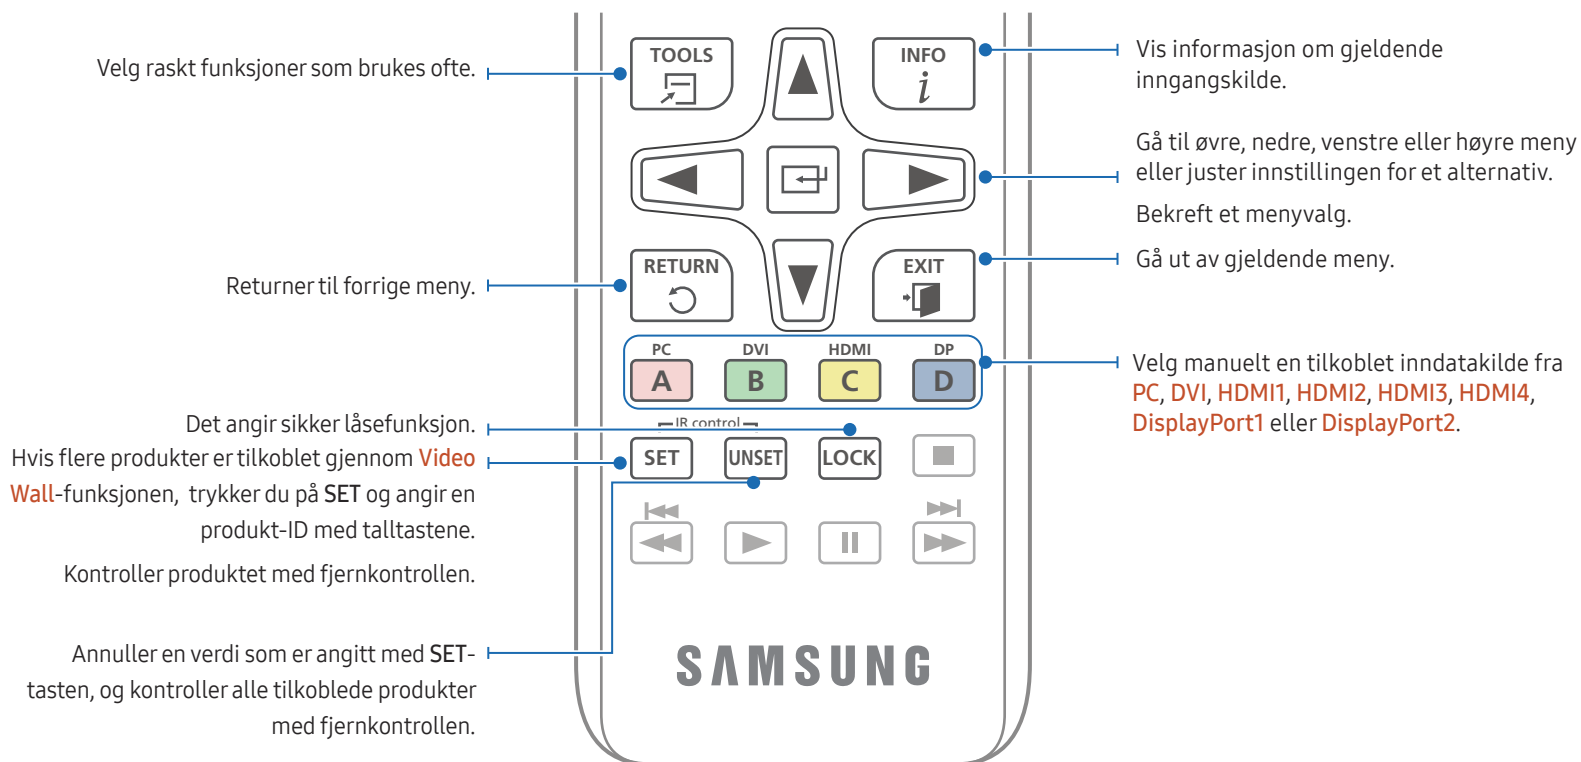 Velg raskt funksjoner som brukes ofte.
Returner til forrige meny.
Det angir sikker låsefunksjon.
Hvis flere produkter er tilkoblet gjennom Video
Wall-funksjonen, trykker du på SET og angir en
produkt-ID med talltastene.
Kontroller produktet med fjernkontrollen.
Annuller en verdi som er angitt med SET-
tasten, og kontroller alle tilkoblede produkter
med fjernkontrollen.
TOOLS
INFO
i
RETURN
EXIT
PC DVI HDMI DP
A B C D
IR control
SET UNSET LOCK
SAMSUNG
Vis informasjon om gjeldende
inngangskilde.
Gå til øvre, nedre, venstre eller høyre meny
eller juster innstillingen for et alternativ.
Bekreft et menyvalg.
Gå ut av gjeldende meny.
Velg manuelt en tilkoblet inndatakilde fra
PC, DVI, HDMI1, HDMI2, HDMI3, HDMI4,
DisplayPort1 eller DisplayPort2.